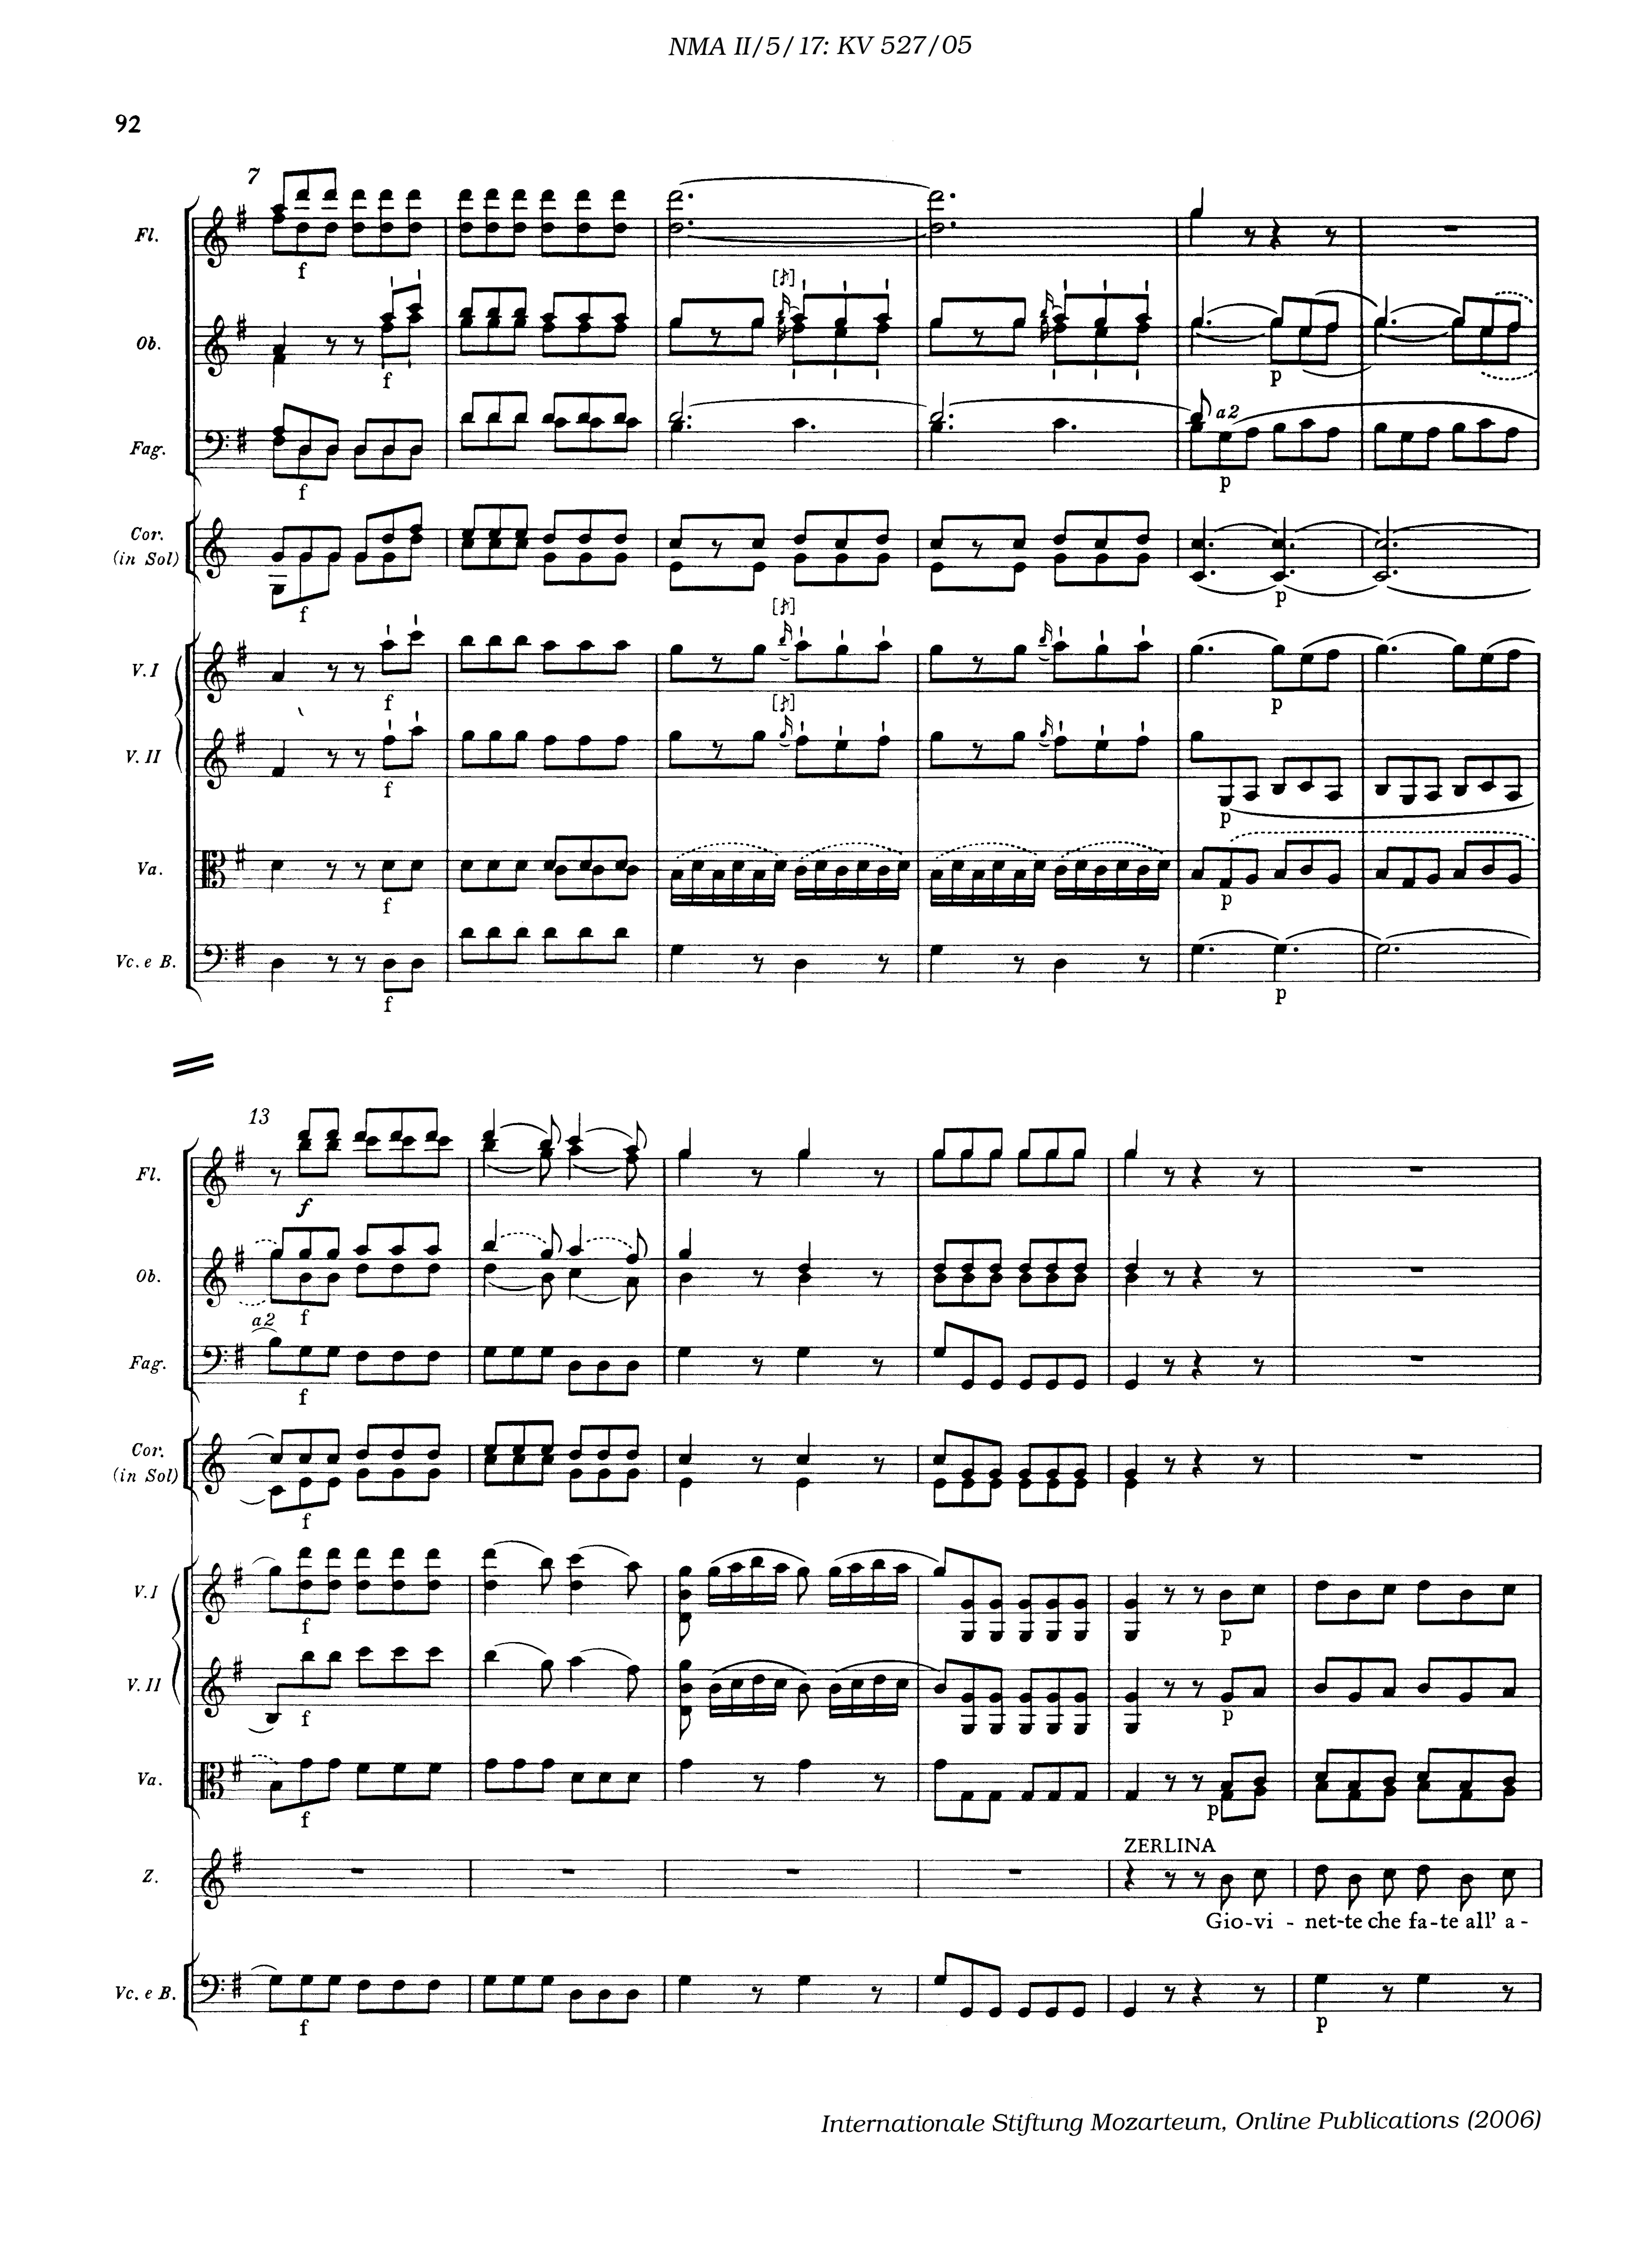 NMA II/5/17: KV 527/05
92
7
Fl.
f
[♪]
Ob.
f
p
a2
Fag.
f
p
Cor.
(in Sol)
f
p
[♪]
V. I
f
p
[♪]
V. II
f
p
Va.
f
p
Vc. e B.
f
p
13
Fl.
f
Ob.
f
a2
Fag.
f
Cor.
(in Sol)
f
V. I
f
p
V. II
f
p
Va.
f
p
ZERLINA
Z.
Gio-vi - net-te che fa-te all' a -
Vc. e B.
f
p
Internationale Stiftung Mozarteum, Online Publications (2006)